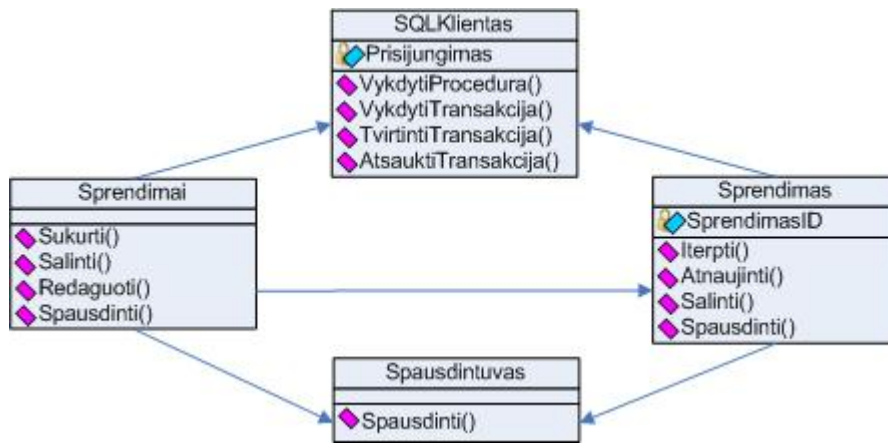 SQLKlientas
Prisijungimas
VykdytiProcedura()
VykdytiTransakcija()
TvirtintiTransakcija()
AtsauktiTransakcija()
Sprendimai
Sukurti()
Salinti()
Redaguoti()
Spausdinti()
Sprendimas
SprendimasID
Iterpti()
Atnaujinti()
Salinti()
Spausdinti()
Spausdintuvas
Spausdinti()